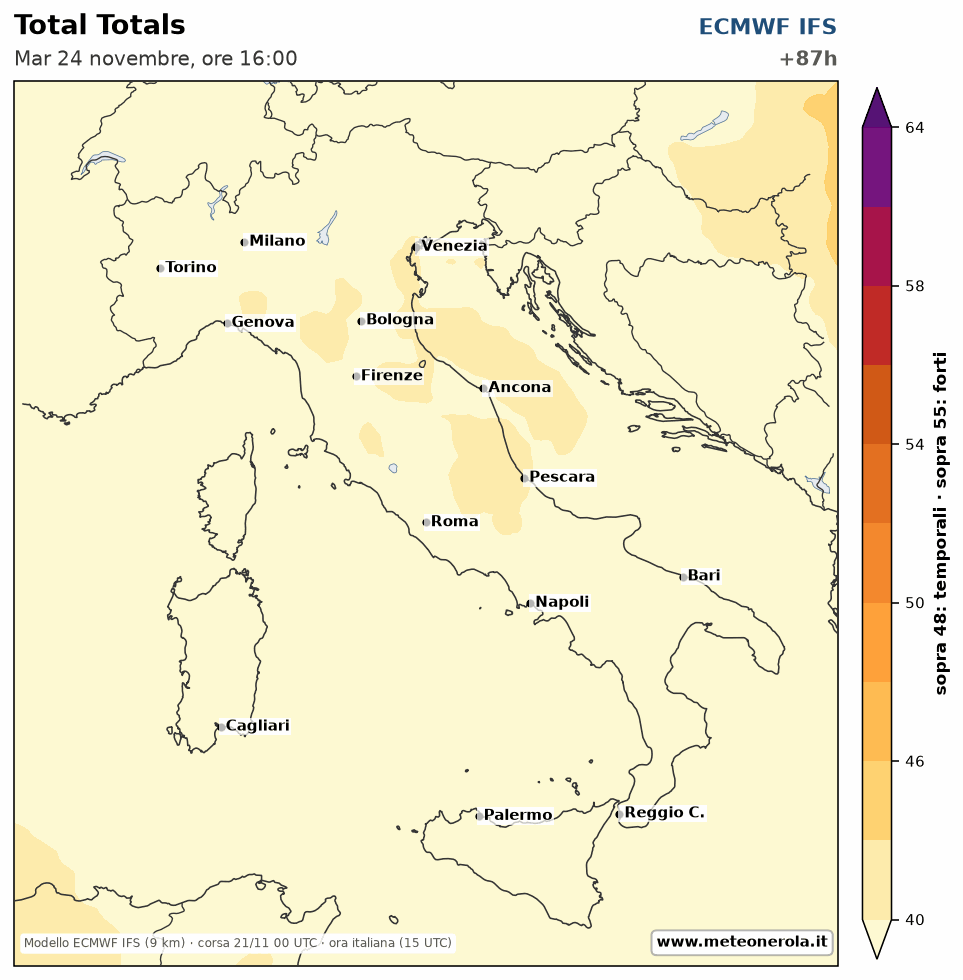 Total Totals
ECMWF IFS
Mar 24 novembre, ore 16:00
+87h
Milano
Venezia
Torino
Genova
Bologna
Firenze
Ancona
Pescara
Roma
Bari
Napoli
Cagliari
Palermo
Reggio C.
64
58
54
50
46
40
sopra 48: temporali · sopra 55: forti
Modello ECMWF IFS (9 km) · corsa 21/11 00 UTC · ora italiana (15 UTC)
www.meteonerola.it